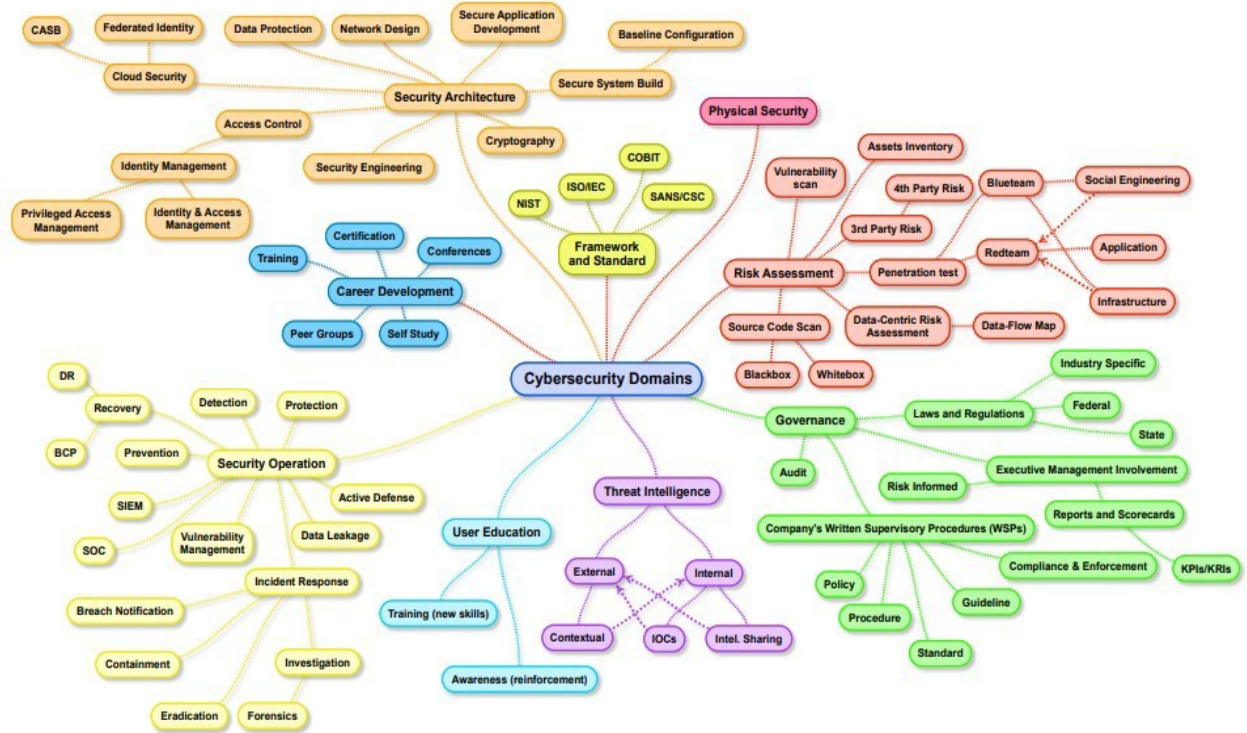 CASB
Federated Identity
Data Protection
Network Design
Secure Application
Development
Baseline Configuration
Cloud Security
Security Architecture
Secure System Build
Access Control
Cryptography
Identity Management
Security Engineering
Privileged Access
Management
Identity & Access
Management
Physical Security
COBIT
ISO/IEC
NIST
SANS/CSC
Framework
and Standard
Certification
Training
Conferences
Career Development
Peer Groups
Self Study
Assets Inventory
Vulnerability
scan
4th Party Risk
Blueteam
Social Engineering
3rd Party Risk
Redteam
Application
Risk Assessment
Penetration test
Infrastructure
Source Code Scan
Data-Centric Risk
Assessment
Data-Flow Map
Blackbox
Whitebox
Cybersecurity Domains
DR
Recovery
Detection
Protection
BCP
Prevention
Security Operation
SIEM
Active Defense
SOC
Vulnerability
Management
Data Leakage
Incident Response
Breach Notification
Containment
Investigation
Eradication
Forensics
User Education
Training (new skills)
Awareness (reinforcement)
Threat Intelligence
External
Internal
Contextual
IOCs
Intel. Sharing
Industry Specific
Governance
Laws and Regulations
Federal
State
Audit
Executive Management Involvement
Risk Informed
Reports and Scorecards
Company's Written Supervisory Procedures (WSPs)
Compliance & Enforcement
KPIs/KRIs
Policy
Guideline
Procedure
Standard